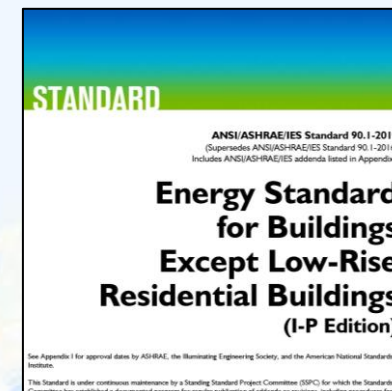 STANDARD
ANSI/ASHRAE/IES Standard 90.1-201
(Supersedes ANSI/ASHRAE/IES Standard 90.1-201
Includes ANSI/ASHRAE/IES addenda listed in Appendix
Energy Standard
for Buildings
Except Low-Rise
Residential Buildings
(I-P Edition)
See Appendix I for approval dates by ASHRAE, the Illuminating Engineering Society, and the American National Standards
Institute.
This Standard is under continuous maintenance by a Standing Standard Project Committee (SSPC) for which the Standards